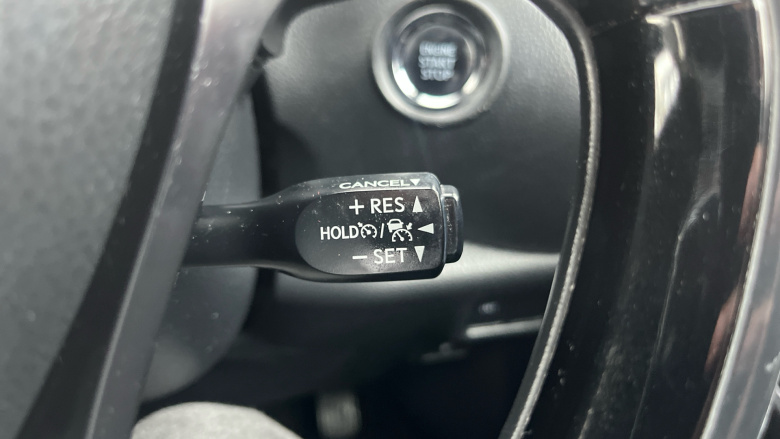 ENGINE
START
STOP
CANCEL▼
+ RES ▲
HOLD /
− SET ▼